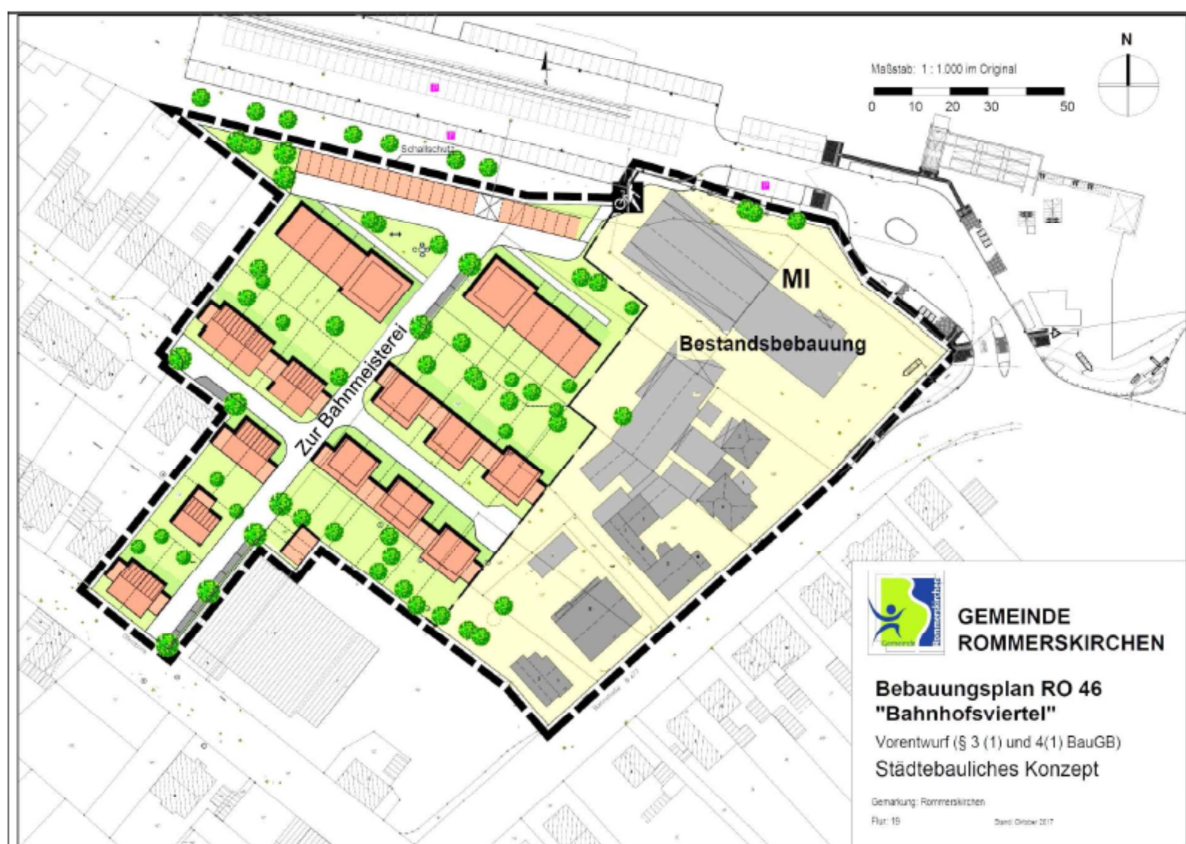 Maßstab: 1 : 1.000 im Original
0 10 20 30 50
N
Schallschutz
P
P
P
MI
Bestandsbebauung
Zur Bahnmeisterei
Gemeinde
Rommerskirchen
GEMEINDE
ROMMERSKIRCHEN
Bebauungsplan RO 46
"Bahnhofsviertel"
Vorentwurf (§ 3 (1) und 4(1) BauGB)
Städtebauliches Konzept
Gemarkung: Rommerskirchen
Flur: 19
Stand: Oktober 2017